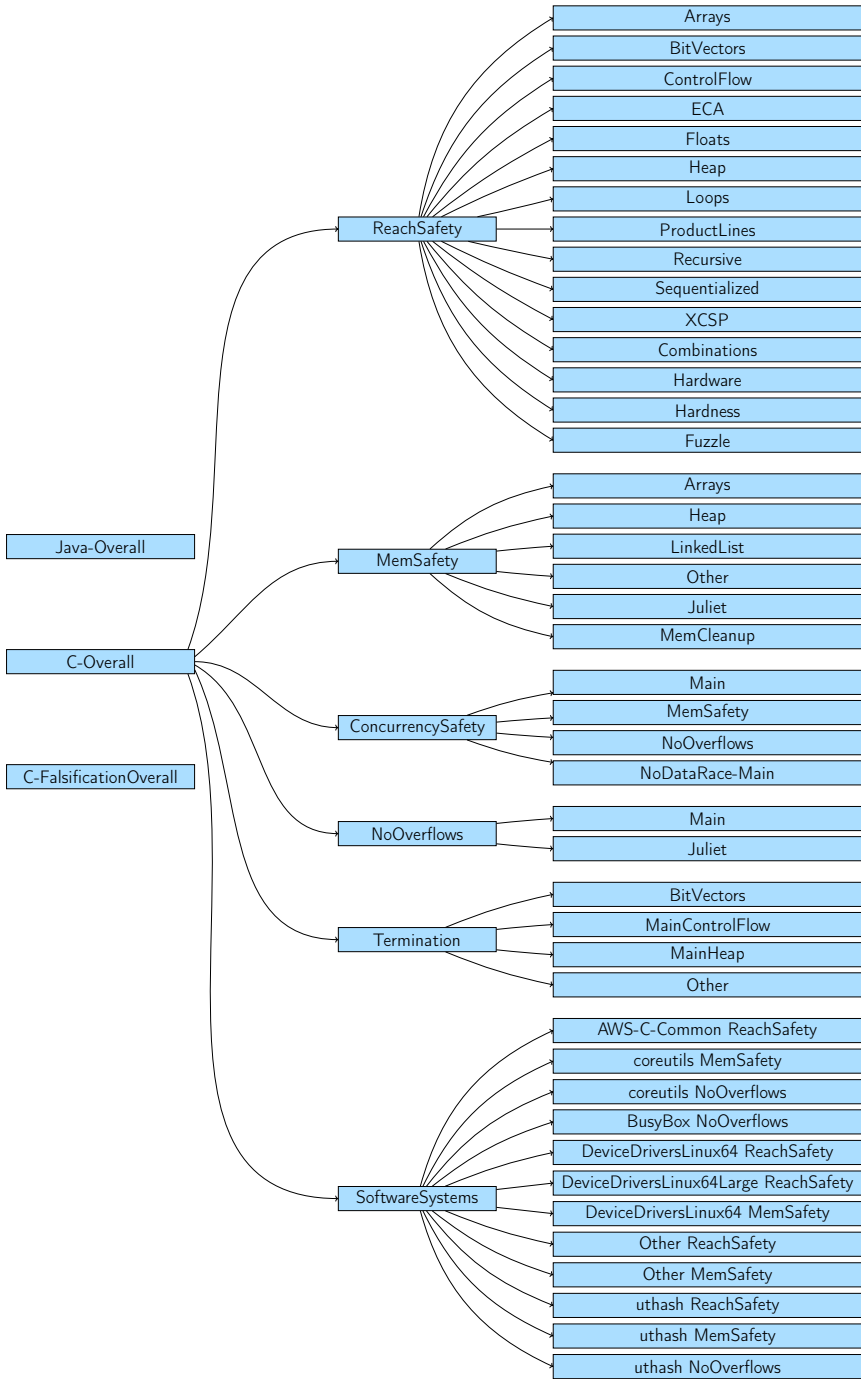 Java-Overall
C-Overall
C-FalsificationOverall
ReachSafety
Arrays
BitVectors
ControlFlow
ECA
Floats
Heap
Loops
ProductLines
Recursive
Sequentialized
XCSP
Combinations
Hardware
Hardness
Fuzzle
MemSafety
Arrays
Heap
LinkedList
Other
Juliet
MemCleanup
ConcurrencySafety
Main
MemSafety
NoOverflows
NoDataRace-Main
NoOverflows
Main
Juliet
Termination
BitVectors
MainControlFlow
MainHeap
Other
SoftwareSystems
AWS-C-Common ReachSafety
coreutils MemSafety
coreutils NoOverflows
BusyBox NoOverflows
DeviceDriversLinux64 ReachSafety
DeviceDriversLinux64Large ReachSafety
DeviceDriversLinux64 MemSafety
Other ReachSafety
Other MemSafety
uthash ReachSafety
uthash MemSafety
uthash NoOverflows